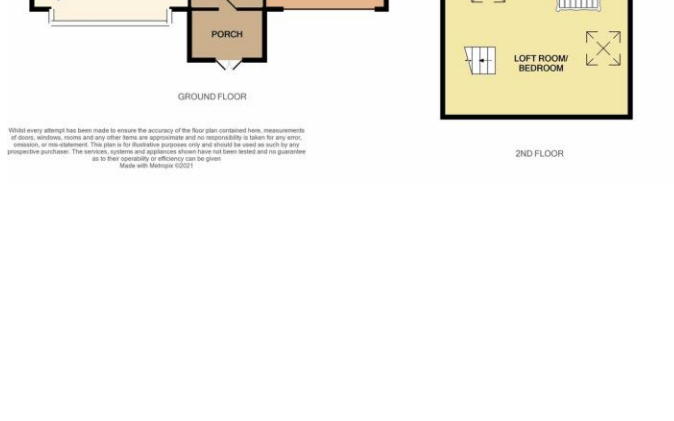 PORCH
GROUND FLOOR
LOFT ROOM/
BEDROOM
2ND FLOOR
Whilst every attempt has been made to ensure the accuracy of the floor plan contained here, measurements
of doors, windows, rooms and any other items are approximate and no responsibility is taken for any error,
omission, or mis-statement. This plan is for illustrative purposes only and should be used as such by any
prospective purchaser. The services, systems and appliances shown have not been tested and no guarantee
as to their operability or efficiency can be given
Made with Metropix ©2021